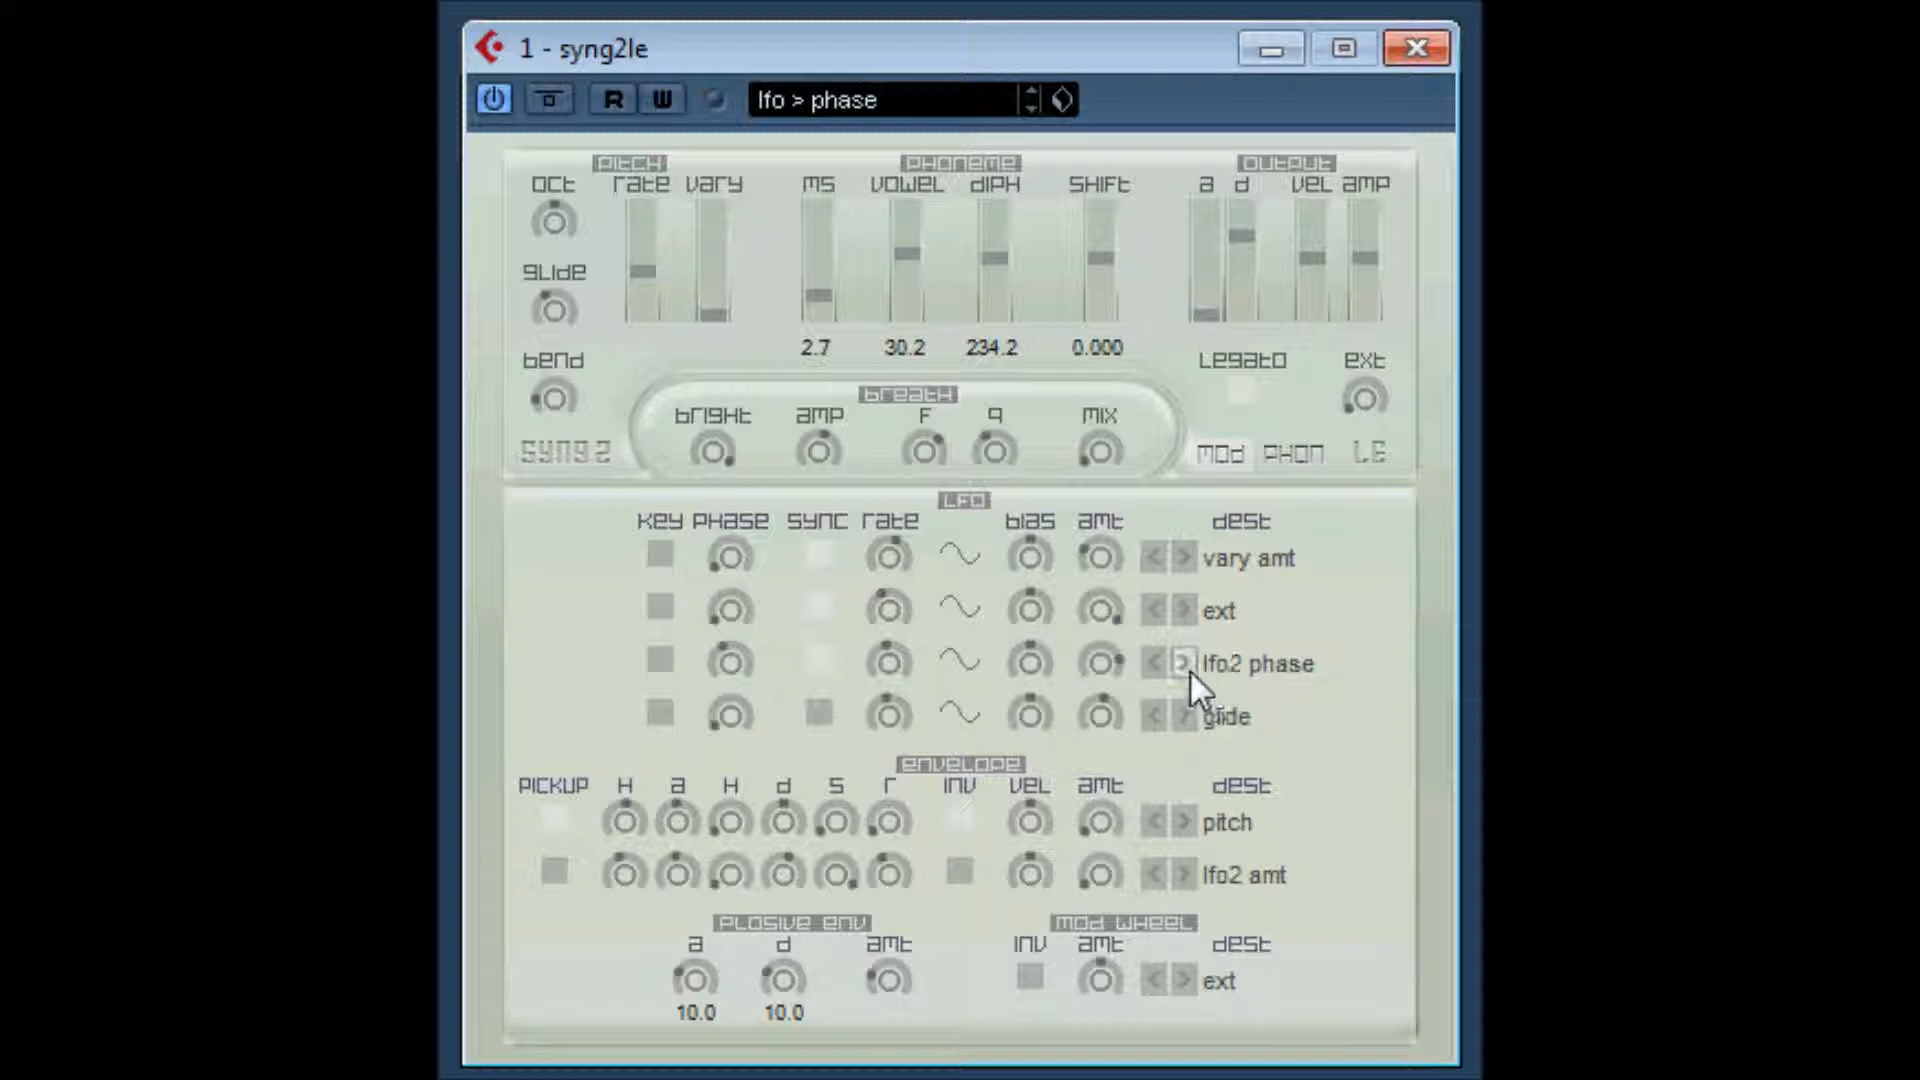 1 - syng2le
R W lfo > phase
PITCH PHONEME OUTPUT
OCT RATE VARY MS VOWEL DIPH SHIFT A D VEL AMP
GLIDE
2.7 30.2 234.2 0.000
BEND LEGATO EXT
BREATH
BRIGHT AMP F Q MIX
SYNG2 MOD PHON LE
LFO
KEY PHASE SYNC RATE BIAS AMT DEST
< > vary amt
< > ext
< > lfo2 phase
< > glide
ENVELOPE
PICKUP H A H D S R INV VEL AMT DEST
< > pitch
< > lfo2 amt
PLOSIVE ENV MOD WHEEL
A D AMT INV AMT DEST
< > ext
10.0 10.0